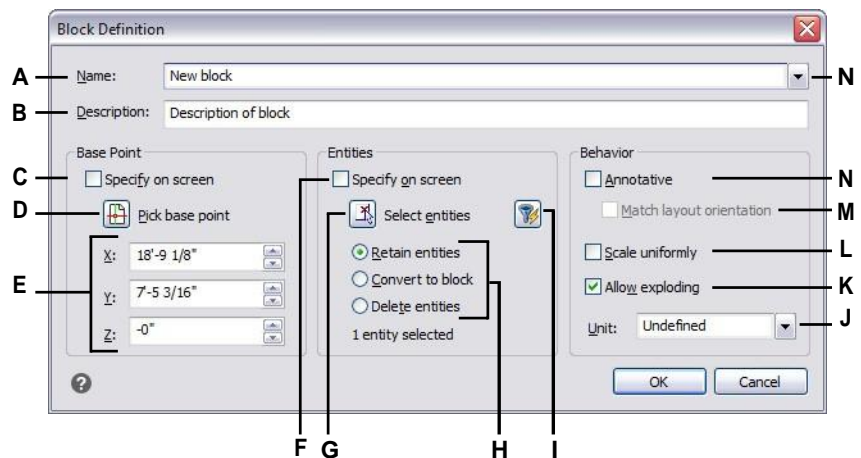 Block Definition
A Name: New block N
B Description: Description of block
Base Point Entities Behavior
C Specify on screen Specify on screen Annotative N
D Pick base point Select entities Match layout orientation M
X: 18'-9 1/8" Retain entities Scale uniformly L
E Y: 7'-5 3/16" Convert to block Allow exploding K
Z: -0" Delete entities Unit: Undefined J
1 entity selected
? OK Cancel
F G H I